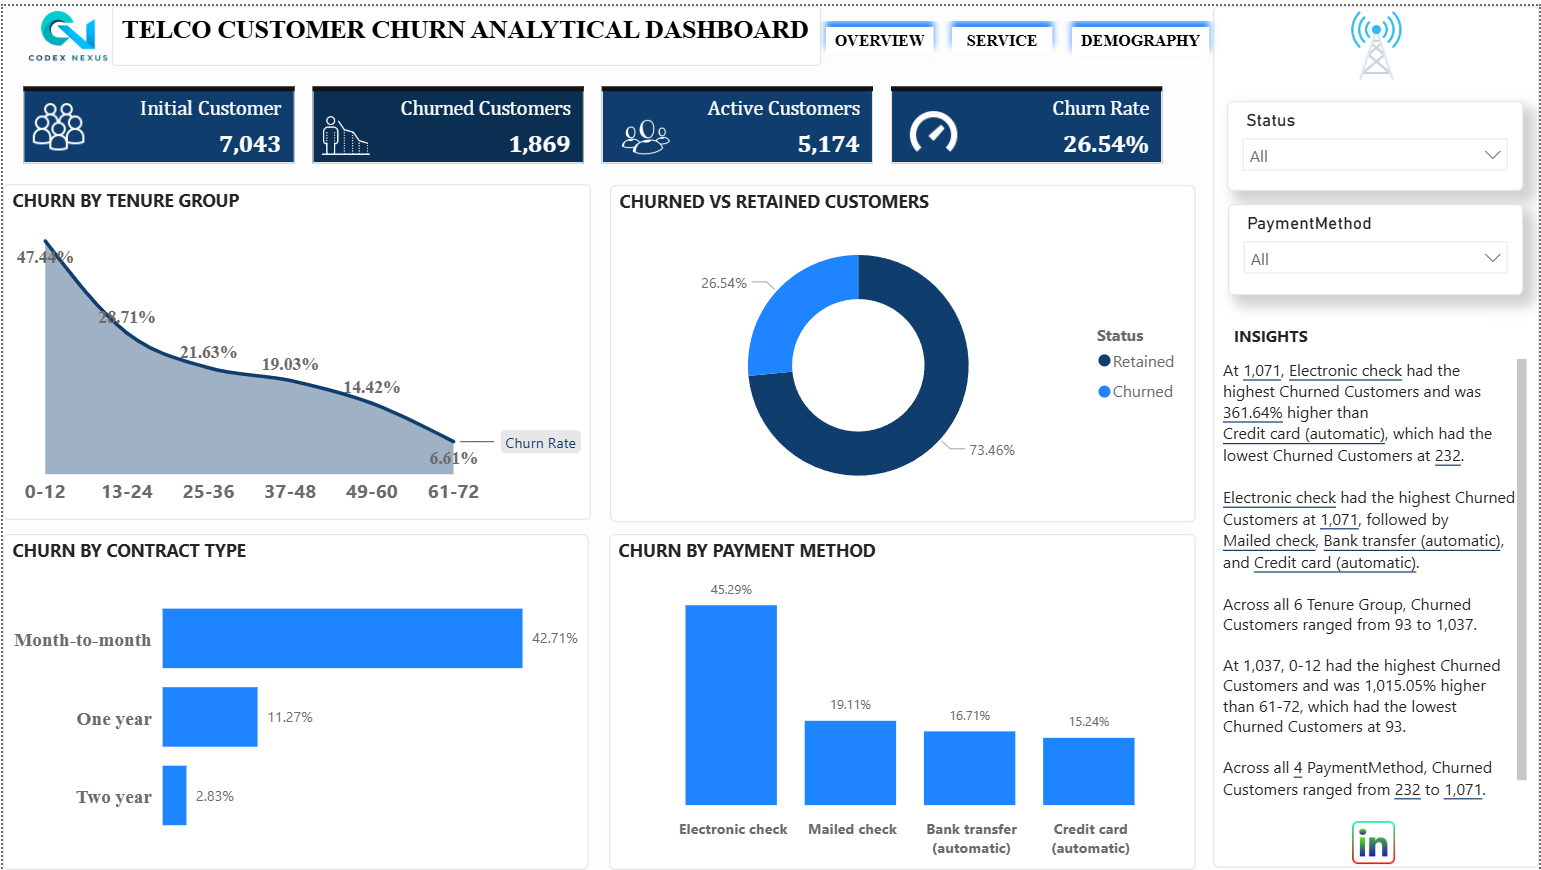 CODEX NEXUS
TELCO CUSTOMER CHURN ANALYTICAL DASHBOARD
OVERVIEW
SERVICE
DEMOGRAPHY
Initial Customer
7,043
Churned Customers
1,869
Active Customers
5,174
Churn Rate
26.54%
Status
All
PaymentMethod
All
CHURN BY TENURE GROUP
47.44%
28.71%
21.63%
19.03%
14.42%
6.61%
Churn Rate
0-12
13-24
25-36
37-48
49-60
61-72
CHURNED VS RETAINED CUSTOMERS
26.54%
73.46%
Status
Retained
Churned
CHURN BY CONTRACT TYPE
Month-to-month
42.71%
One year
11.27%
Two year
2.83%
CHURN BY PAYMENT METHOD
45.29%
19.11%
16.71%
15.24%
Electronic check
Mailed check
Bank transfer
(automatic)
Credit card
(automatic)
INSIGHTS
At 1,071, Electronic check had the
highest Churned Customers and was
361.64% higher than
Credit card (automatic), which had the
lowest Churned Customers at 232.
Electronic check had the highest Churned
Customers at 1,071, followed by
Mailed check, Bank transfer (automatic),
and Credit card (automatic).
Across all 6 Tenure Group, Churned
Customers ranged from 93 to 1,037.
At 1,037, 0-12 had the highest Churned
Customers and was 1,015.05% higher
than 61-72, which had the lowest
Churned Customers at 93.
Across all 4 PaymentMethod, Churned
Customers ranged from 232 to 1,071.
in